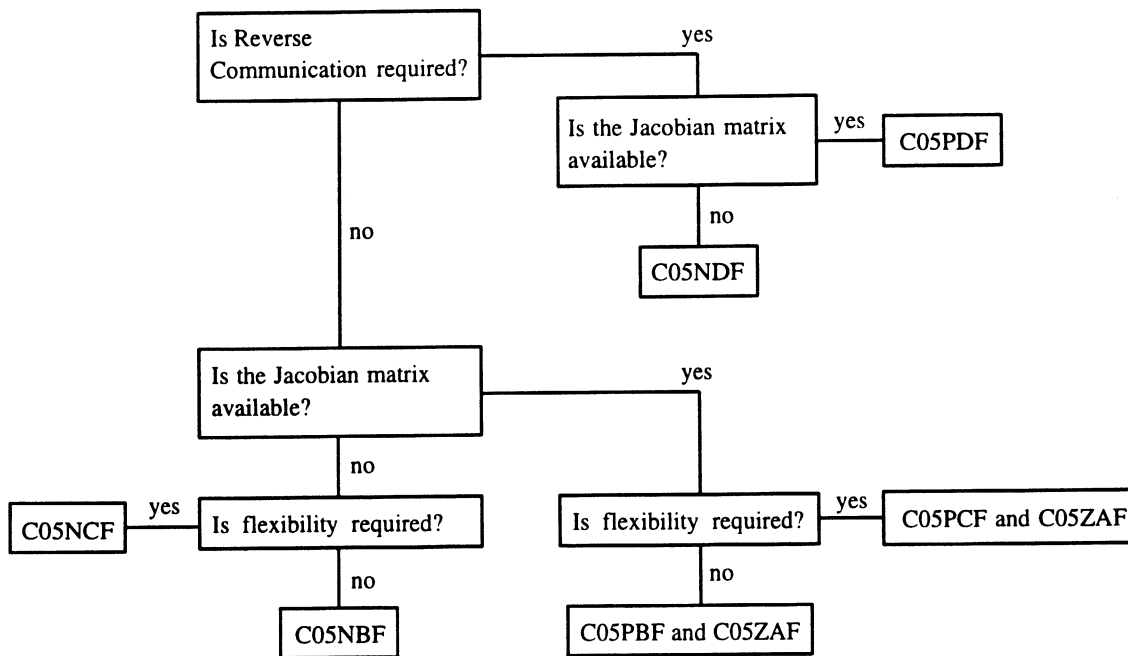 Is Reverse
Communication required?
yes
Is the Jacobian matrix
available?
yes
C05PDF
no
C05NDF
no
Is the Jacobian matrix
available?
yes
no
C05NCF
yes
Is flexibility required?
Is flexibility required?
yes
C05PCF and C05ZAF
no
C05NBF
no
C05PBF and C05ZAF